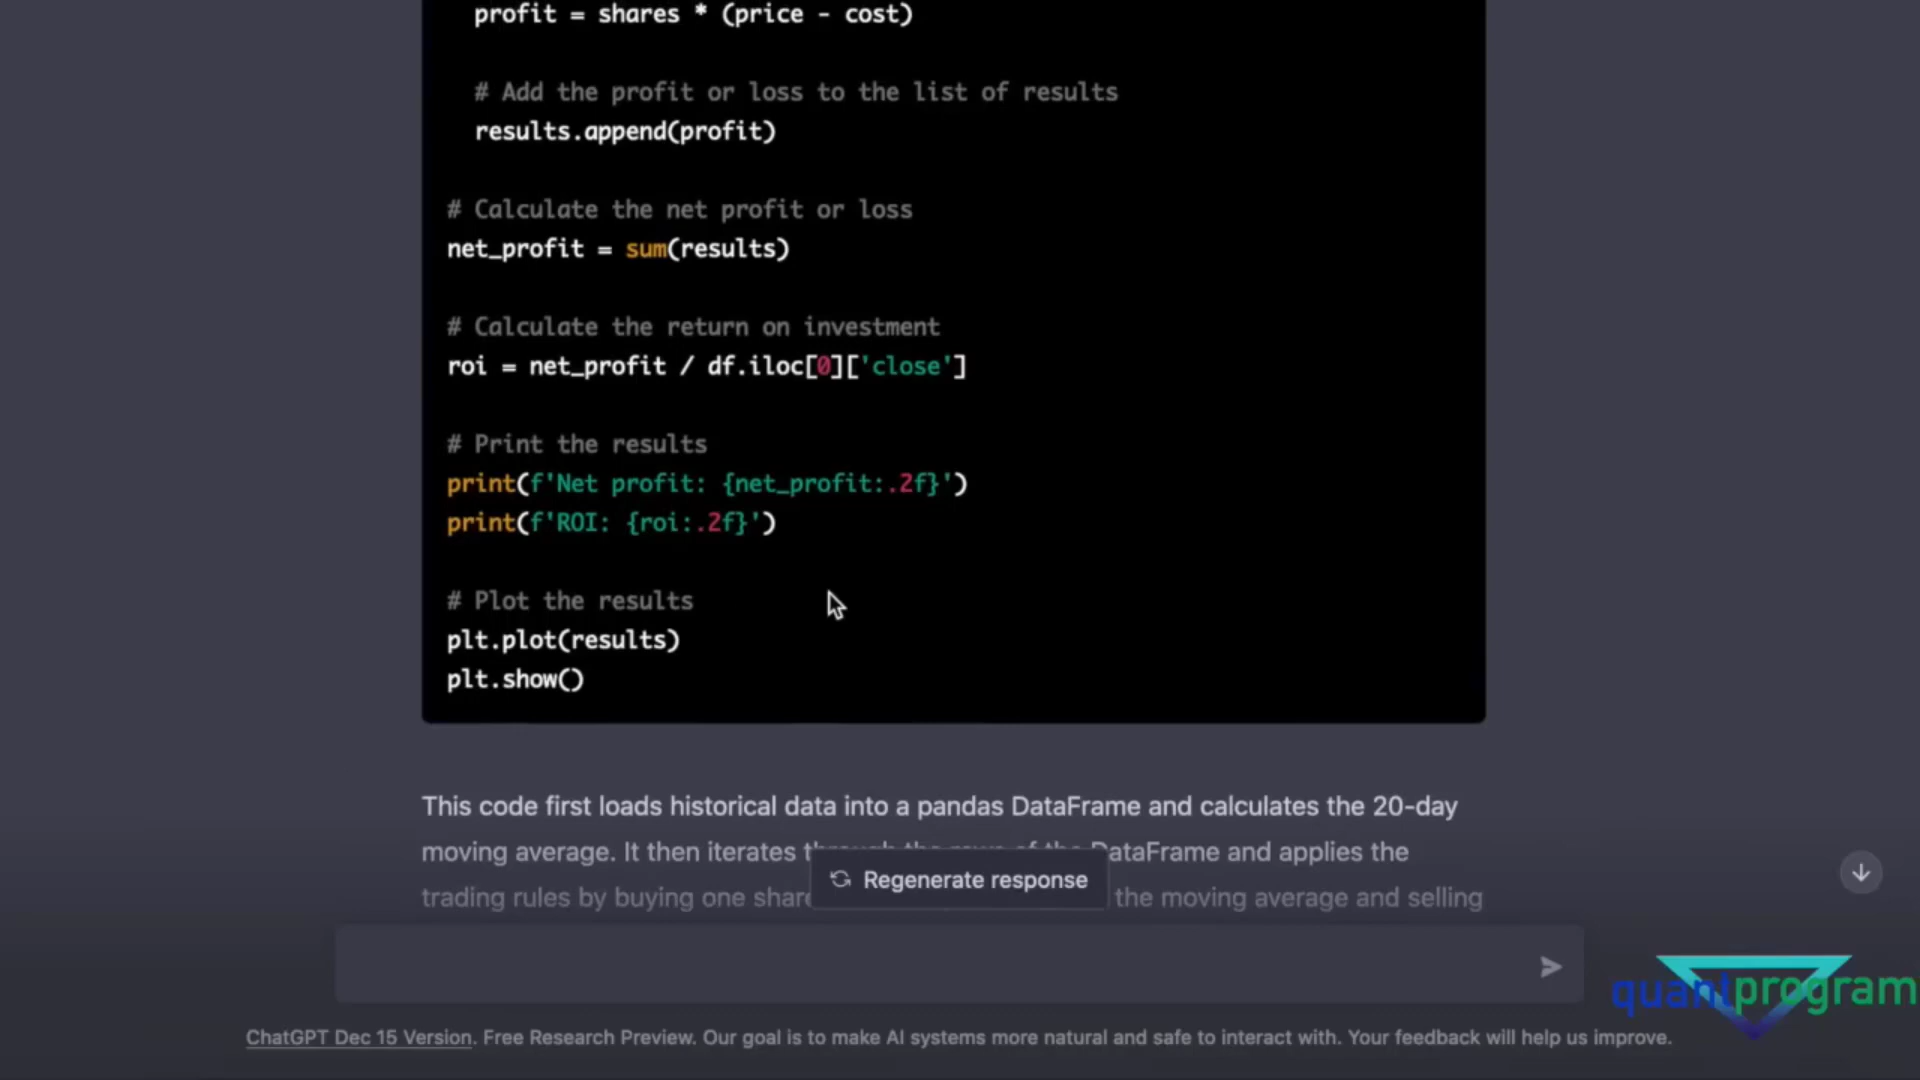 profit = shares * (price - cost)
# Add the profit or loss to the list of results
results.append(profit)
# Calculate the net profit or loss
net_profit = sum(results)
# Calculate the return on investment
roi = net_profit / df.iloc[0]['close']
# Print the results
print(f'Net profit: {net_profit:.2f}')
print(f'ROI: {roi:.2f}')
# Plot the results
plt.plot(results)
plt.show()
This code first loads historical data into a pandas DataFrame and calculates the 20-day
moving average. It then iterates through the rows of the DataFrame and applies the
trading rules by buying one share the moving average and selling
Regenerate response
ChatGPT Dec 15 Version. Free Research Preview. Our goal is to make AI systems more natural and safe to interact with. Your feedback will help us improve.
quantprogram